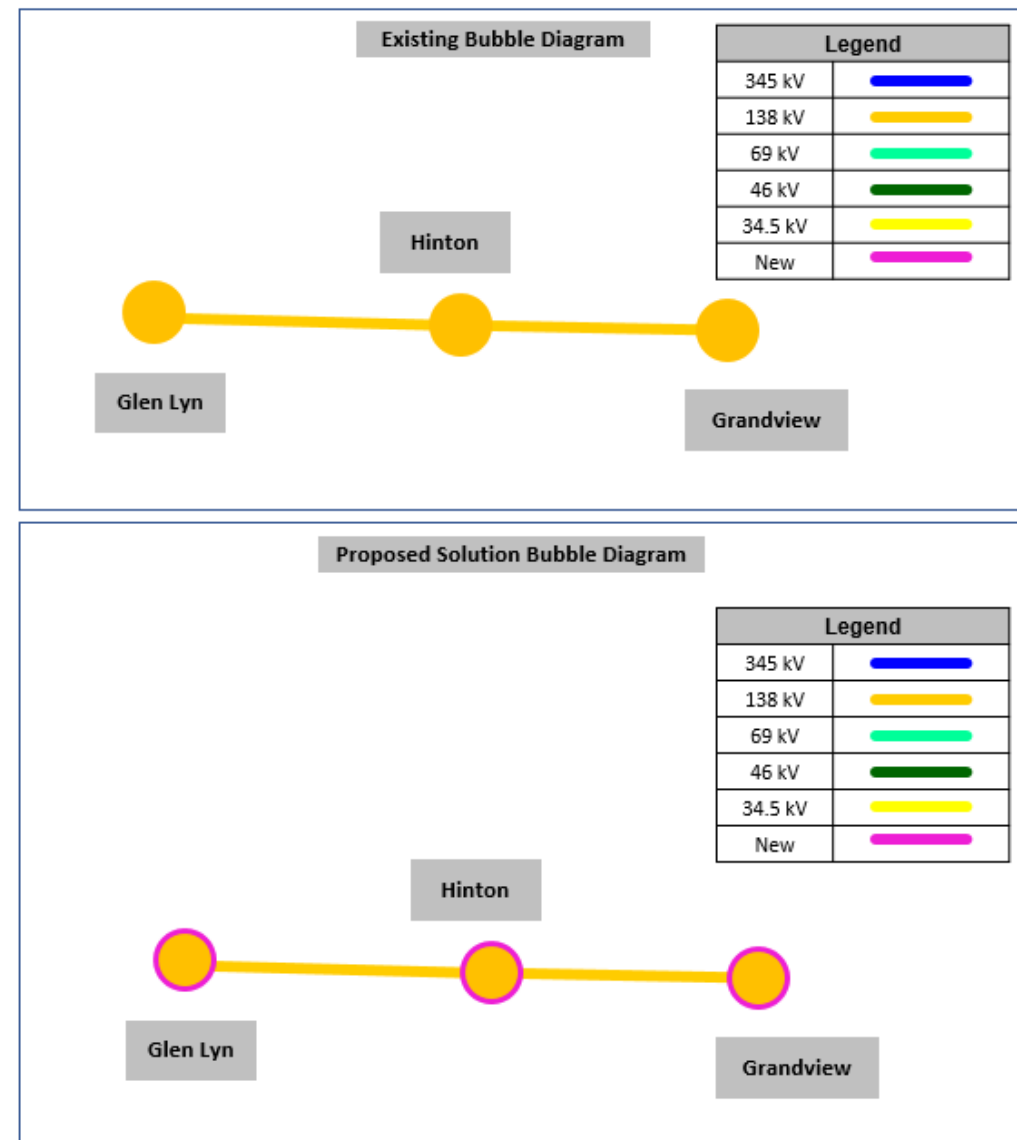 Existing Bubble Diagram
Legend
345 kV
138 kV
69 kV
46 kV
34.5 kV
New
Hinton
Glen Lyn
Grandview
Proposed Solution Bubble Diagram
Legend
345 kV
138 kV
69 kV
46 kV
34.5 kV
New
Hinton
Glen Lyn
Grandview